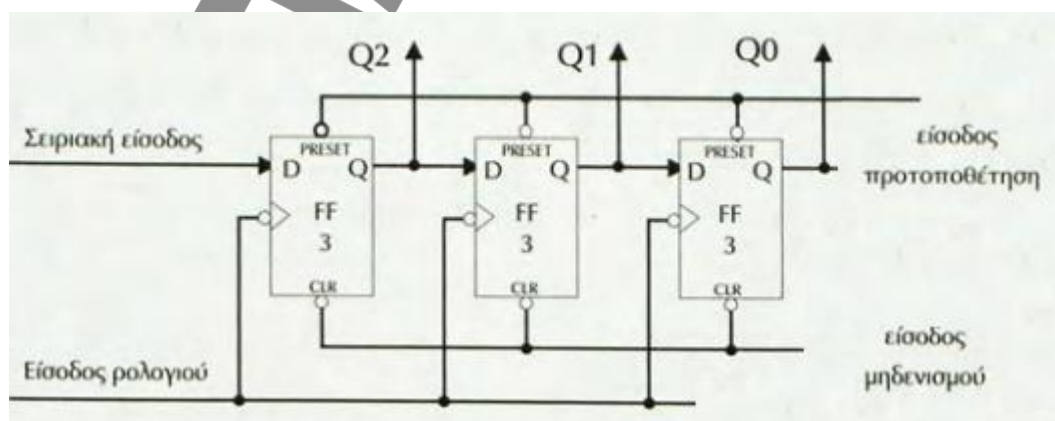 Q2 Q1 Q0
Σειριακή είσοδος
PRESET PRESET PRESET
είσοδος
προτοποθέτηση
D Q D Q D Q
FF FF FF
3 3 3
CLR CLR CLR
είσοδος
μηδενισμού
Είσοδος ρολογιού